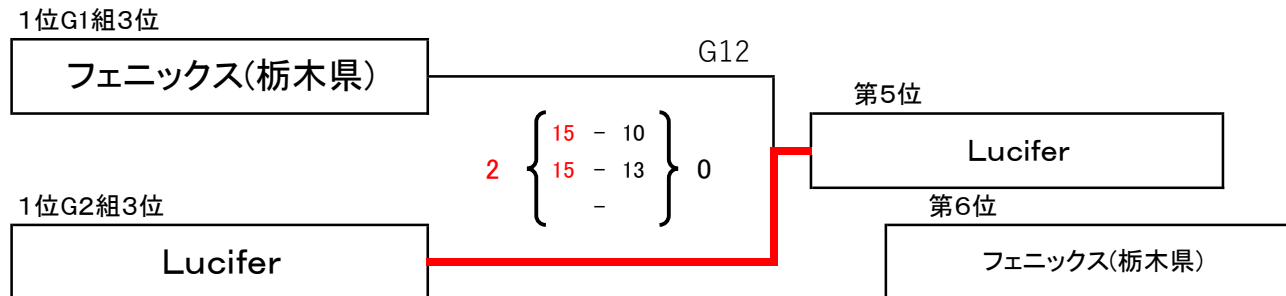 1位G1組3位
フェニックス(栃木県)
G12
第5位
15 － 10
Lucifer
2 { 15 － 13 } 0
－
1位G2組3位
第6位
Lucifer
フェニックス(栃木県)